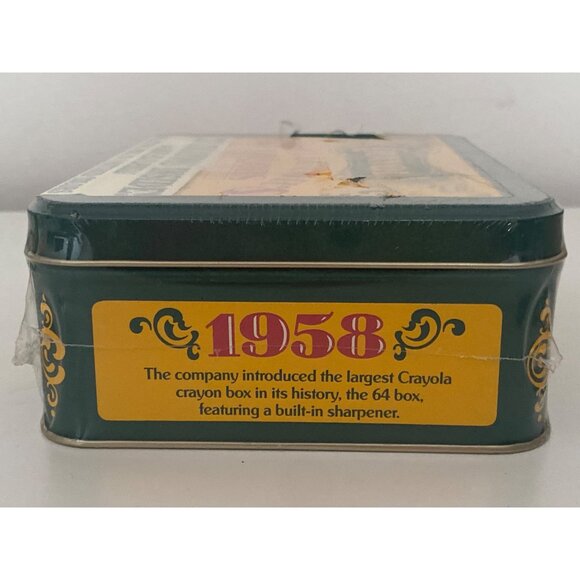 1958
The company introduced the largest Crayola
crayon box in its history, the 64 box,
featuring a built-in sharpener.